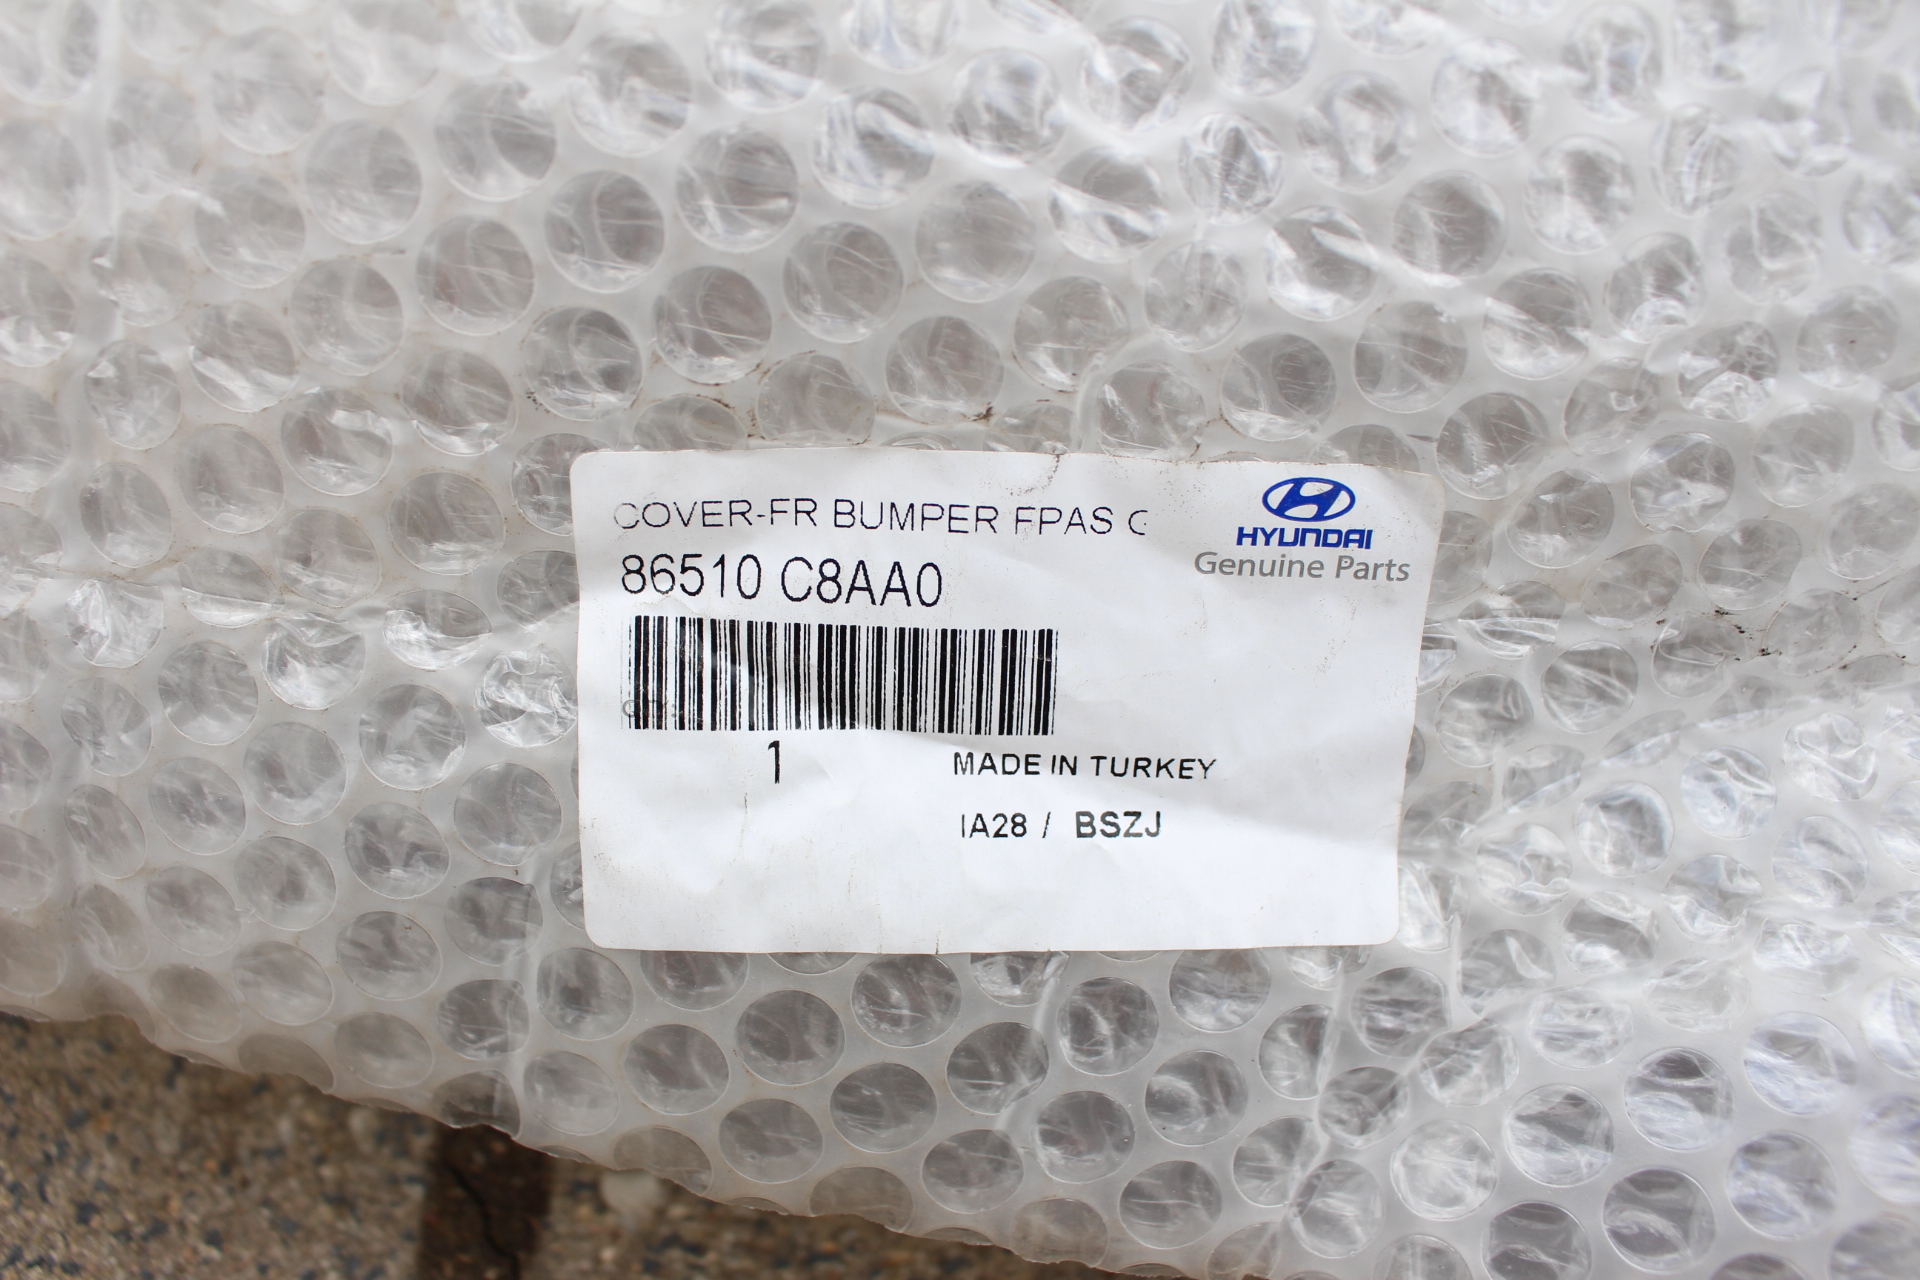 COVER-FR BUMPER FPAS C
86510 C8AA0
HYUNDAI
Genuine Parts
1
MADE IN TURKEY
IA28 / BSZJ